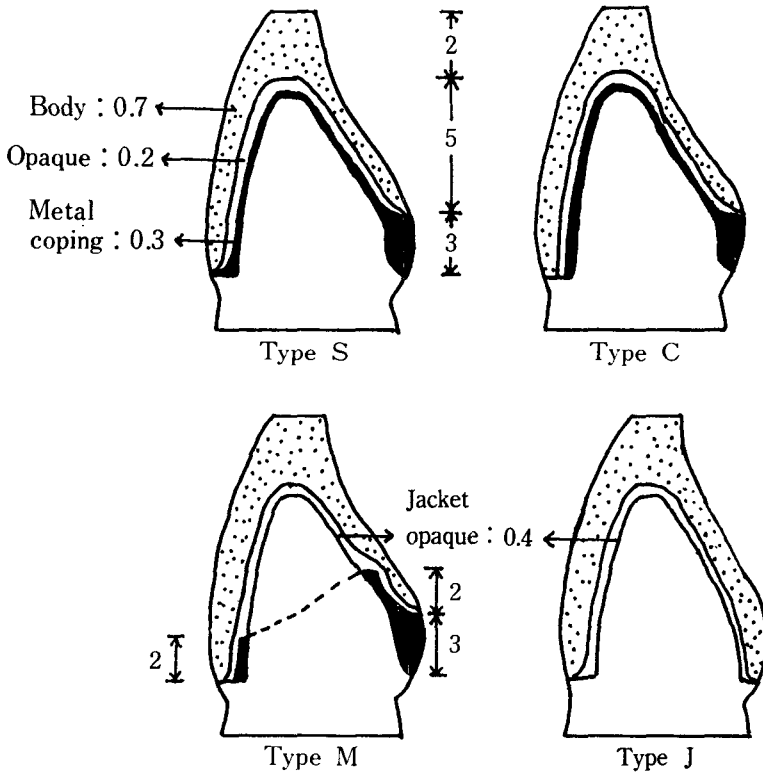 Body : 0.7
Opaque : 0.2
Metal
coping : 0.3
2
5
3
Type S
Type C
Jacket
opaque : 0.4
2
3
2
Type M
Type J